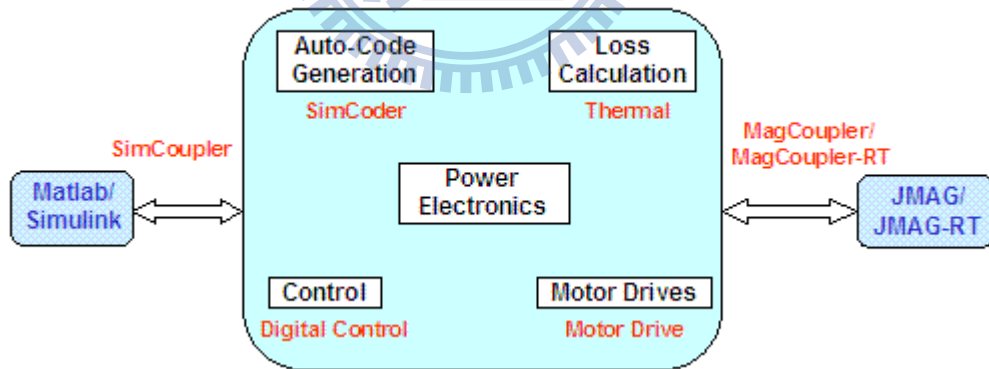 Auto-Code
Generation
SimCoder
Loss
Calculation
Thermal
SimCoupler
MagCoupler/
MagCoupler-RT
Matlab/
Simulink
Power
Electronics
JMAG/
JMAG-RT
Control
Digital Control
Motor Drives
Motor Drive